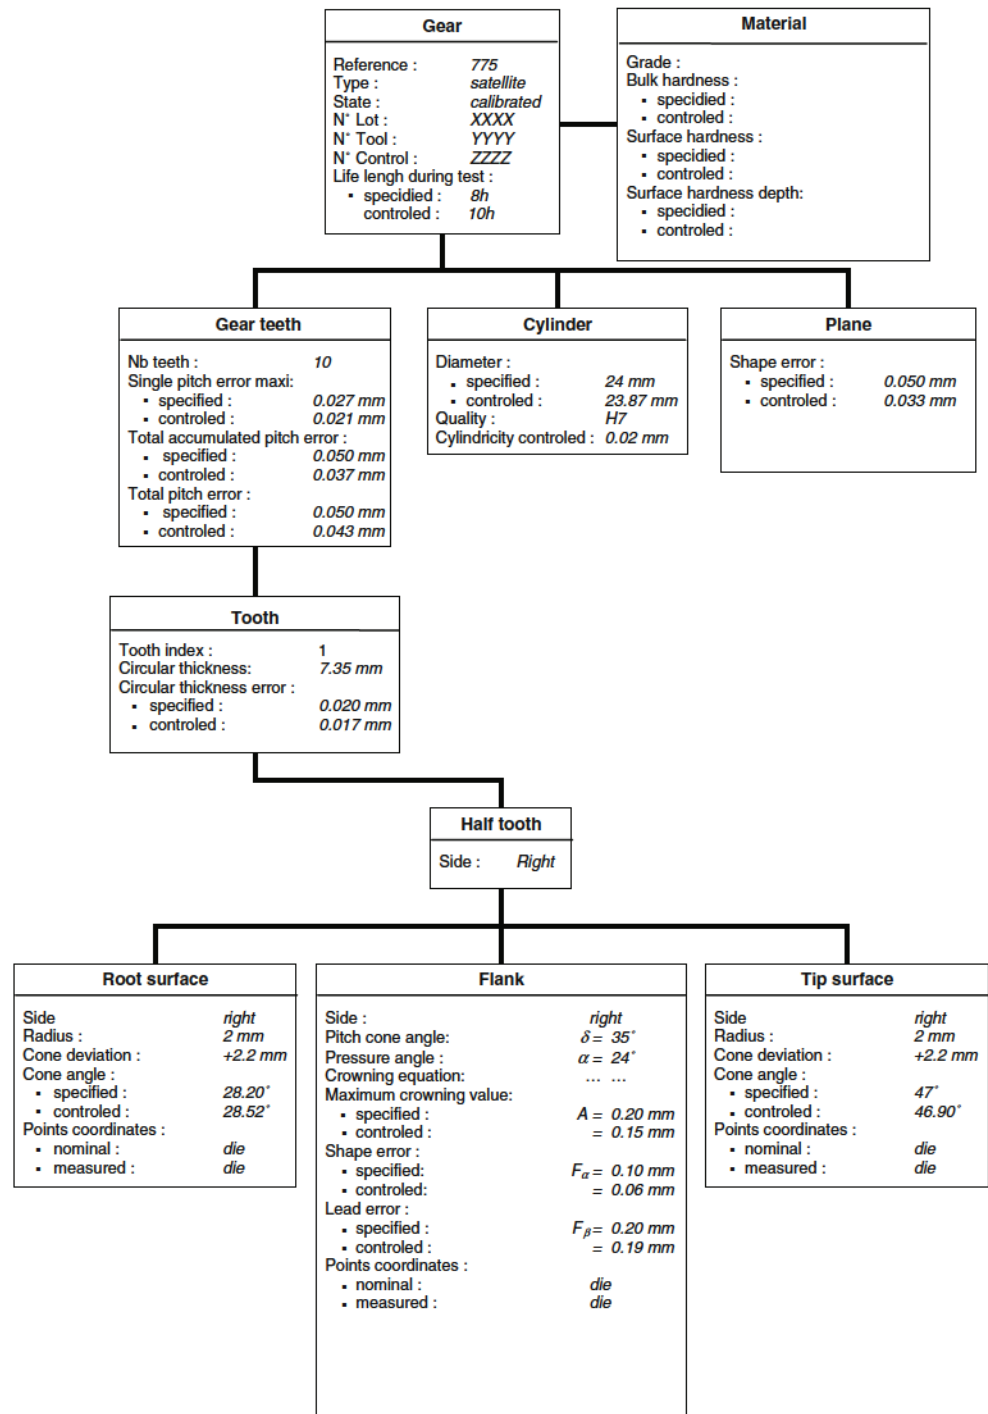 Gear
Reference : 775
Type : satellite
State : calibrated
N° Lot : XXXX
N° Tool : YYYY
N° Control : ZZZZ
Life lengh during test :
▪ specidied : 8h
controled : 10h
Material
Grade :
Bulk hardness :
▪ specidied :
▪ controled :
Surface hardness :
▪ specidied :
▪ controled :
Surface hardness depth:
▪ specidied :
▪ controled :
Gear teeth
Nb teeth : 10
Single pitch error maxi:
▪ specified : 0.027 mm
▪ controled : 0.021 mm
Total accumulated pitch error :
▪ specified : 0.050 mm
▪ controled : 0.037 mm
Total pitch error :
▪ specified : 0.050 mm
▪ controled : 0.043 mm
Cylinder
Diameter :
▪ specified : 24 mm
▪ controled : 23.87 mm
Quality : H7
Cylindricity controled : 0.02 mm
Plane
Shape error :
▪ specified : 0.050 mm
▪ controled : 0.033 mm
Tooth
Tooth index : 1
Circular thickness: 7.35 mm
Circular thickness error :
▪ specified : 0.020 mm
▪ controled : 0.017 mm
Half tooth
Side : Right
Root surface
Side right
Radius : 2 mm
Cone deviation : +2.2 mm
Cone angle :
▪ specified : 28.20°
▪ controled : 28.52°
Points coordinates :
▪ nominal : die
▪ measured : die
Flank
Side : right
Pitch cone angle: δ = 35°
Pressure angle : α = 24°
Crowning equation: ... ...
Maximum crowning value:
▪ specified : A = 0.20 mm
▪ controled : = 0.15 mm
Shape error :
▪ specified: Fα = 0.10 mm
▪ controled: = 0.06 mm
Lead error :
▪ specified : Fβ = 0.20 mm
▪ controled : = 0.19 mm
Points coordinates :
▪ nominal : die
▪ measured : die
Tip surface
Side right
Radius : 2 mm
Cone deviation : +2.2 mm
Cone angle :
▪ specified : 47°
▪ controled : 46.90°
Points coordinates :
▪ nominal : die
▪ measured : die